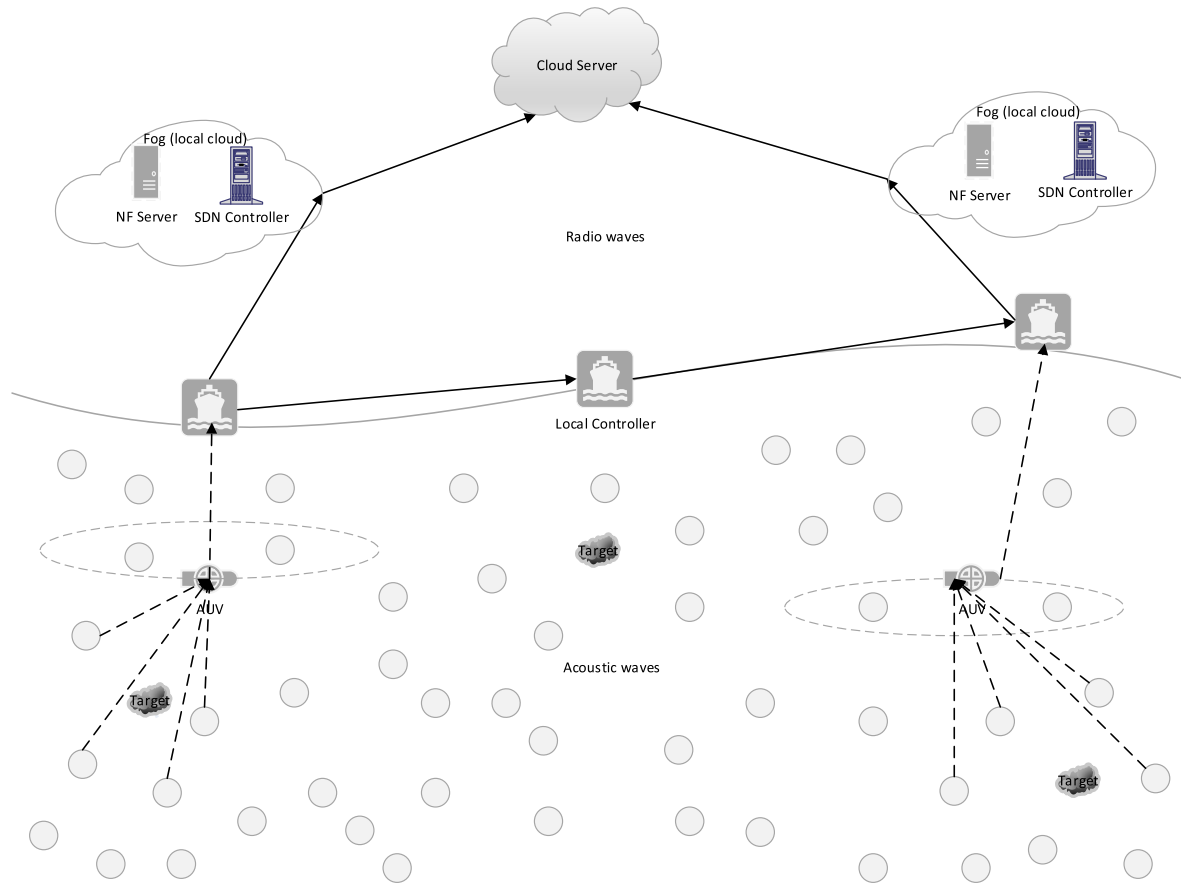 Cloud Server
Fog (local cloud)
NF Server
SDN Controller
Fog (local cloud)
NF Server
SDN Controller
Radio waves
Local Controller
Target
AUV
AUV
Acoustic waves
Target
Target